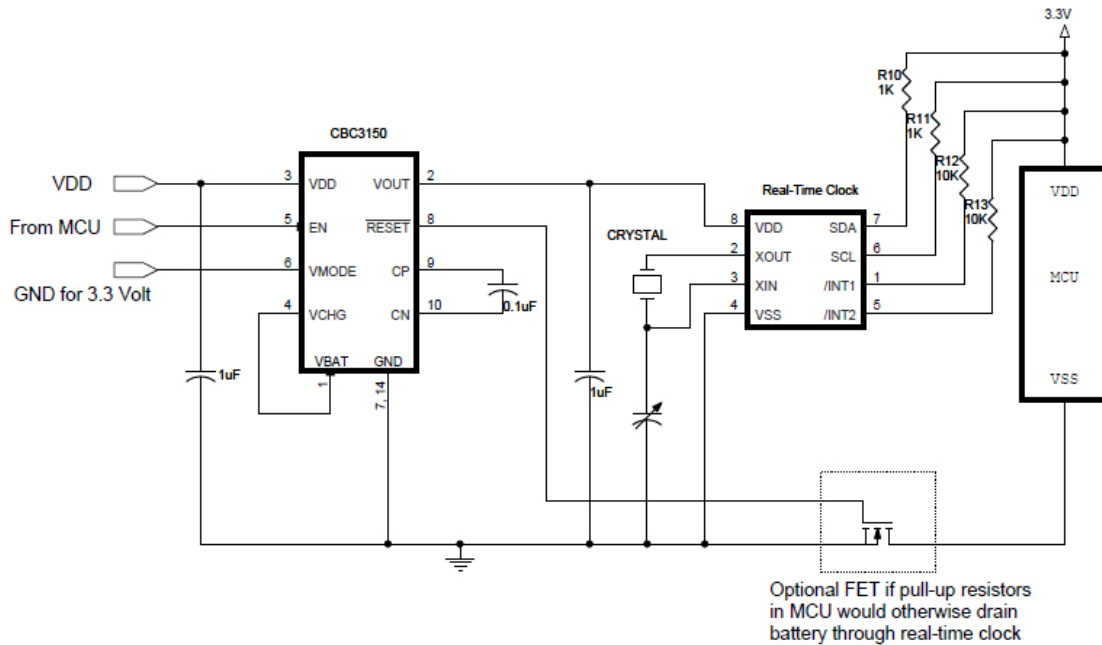 3.3V
R10
1K
R11
1K
CBC3150
R12
10K
VDD
3
VDD
VOUT
2
Real-Time Clock
R13
10K
VDD
From MCU
5
EN
RESET
8
CRYSTAL
8
VDD
SDA
7
2
XOUT
SCL
6
6
VMODE
CP
9
3
XIN
/INT1
1
MCU
GND for 3.3 Volt
0.1uF
4
VCHG
CN
10
4
VSS
/INT2
5
VBAT
GND
1
7, 14
1uF
1uF
VSS
Optional FET if pull-up resistors
in MCU would otherwise drain
battery through real-time clock